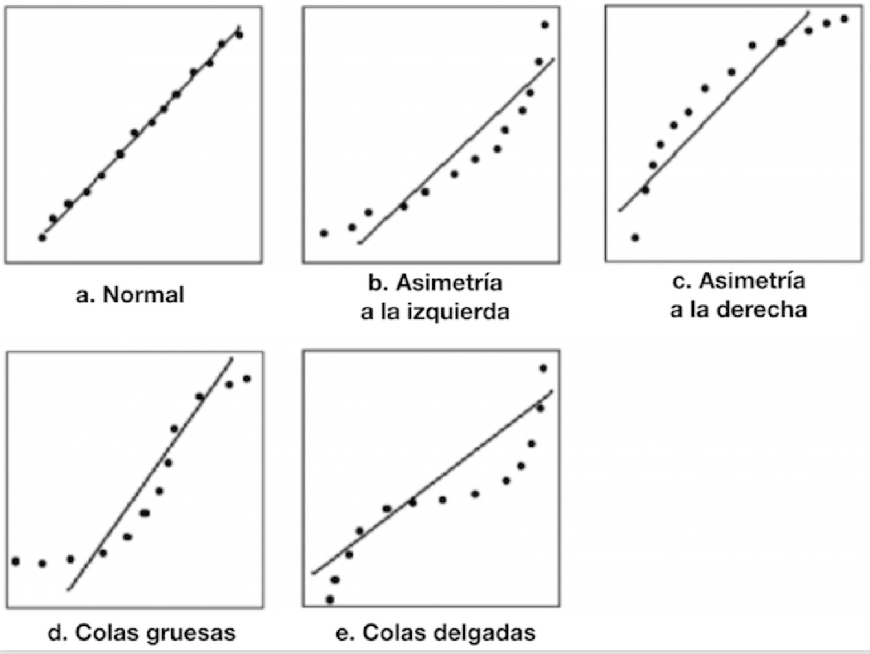 a. Normal
b. Asimetría
a la izquierda
c. Asimetría
a la derecha
d. Colas gruesas
e. Colas delgadas